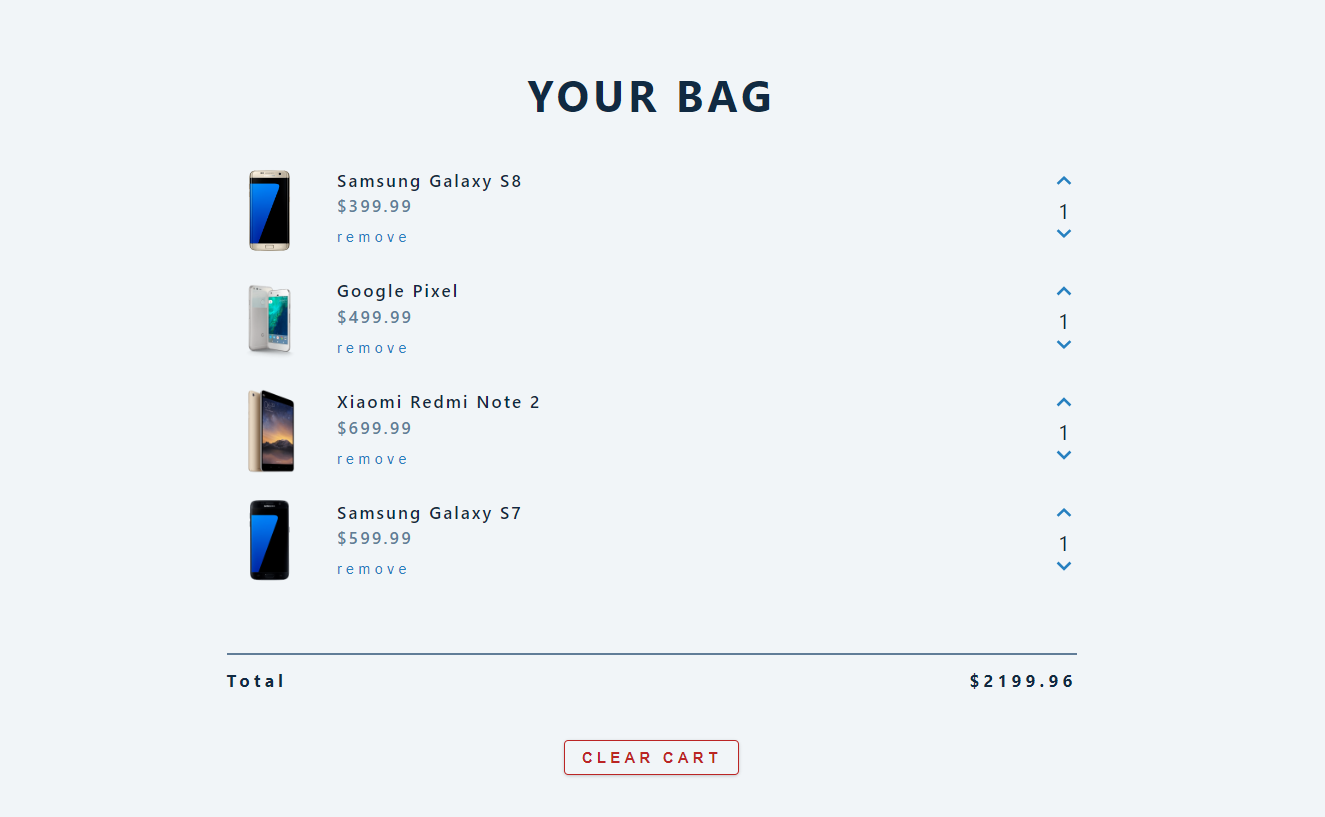 YOUR BAG
Samsung Galaxy S8
$399.99
remove
1
Google Pixel
$499.99
remove
1
Xiaomi Redmi Note 2
$699.99
remove
1
Samsung Galaxy S7
$599.99
remove
1
Total $2199.96
CLEAR CART